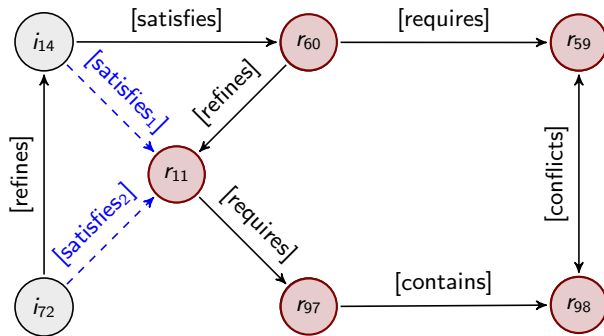 [satisfies]
[requires]
i14
r60
r59
[satisfies1]
[refines]
[refines]
r11
[conflicts]
[satisfies2]
[requires]
[contains]
i72
r97
r98